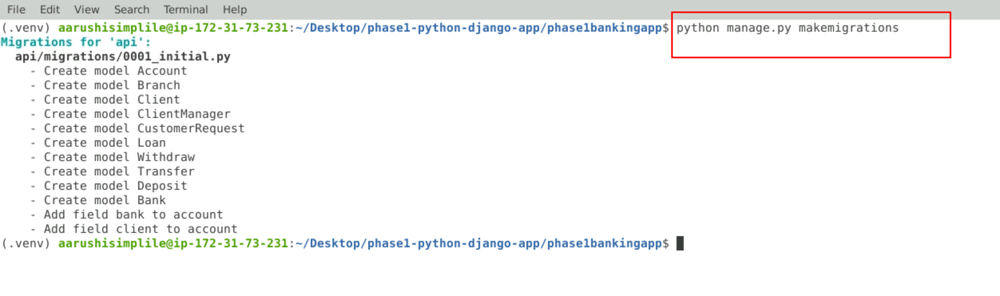 File Edit View Search Terminal Help
(.venv) aarushisimplile@ip-172-31-73-231:~/Desktop/phase1-python-django-app/phase1bankingapp$ python manage.py makemigrations
Migrations for 'api':
  api/migrations/0001_initial.py
    - Create model Account
    - Create model Branch
    - Create model Client
    - Create model ClientManager
    - Create model CustomerRequest
    - Create model Loan
    - Create model Withdraw
    - Create model Transfer
    - Create model Deposit
    - Create model Bank
    - Add field bank to account
    - Add field client to account
(.venv) aarushisimplile@ip-172-31-73-231:~/Desktop/phase1-python-django-app/phase1bankingapp$